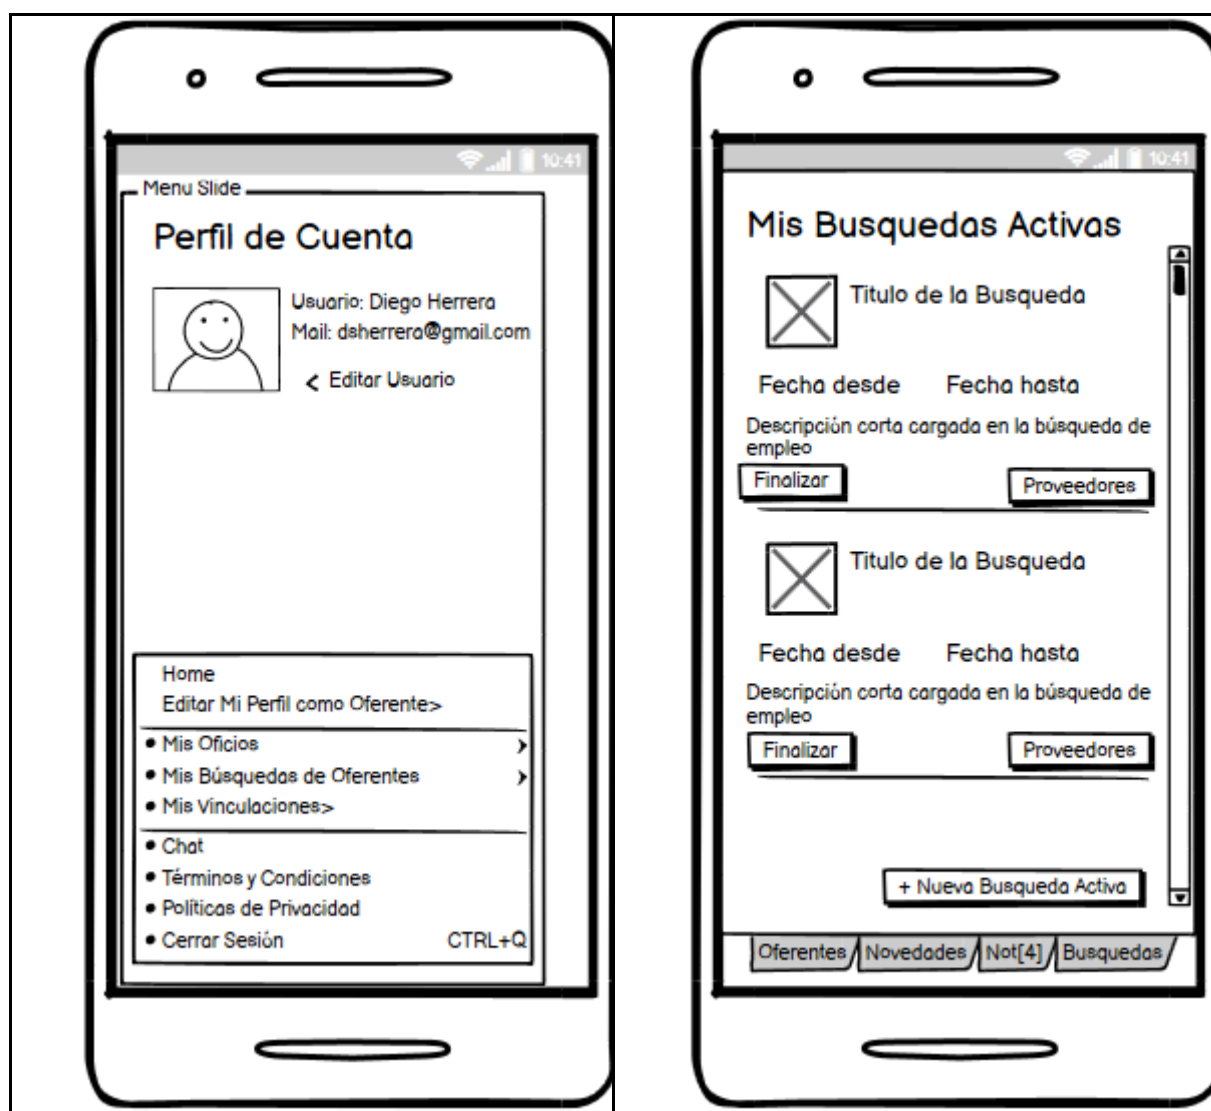 10:41
Menu Slide
Perfil de Cuenta
Usuario: Diego Herrera
Mail: dsherrera@gmail.com
< Editar Usuario
Home
Editar Mi Perfil como Oferente>
• Mis Oficios >
• Mis Búsquedas de Oferentes >
• Mis Vinculaciones>
• Chat
• Términos y Condiciones
• Políticas de Privacidad
• Cerrar Sesión CTRL+Q
10:41
Mis Busquedas Activas
Titulo de la Busqueda
Fecha desde Fecha hasta
Descripción corta cargada en la búsqueda de
empleo
Finalizar Proveedores
Titulo de la Busqueda
Fecha desde Fecha hasta
Descripción corta cargada en la búsqueda de
empleo
Finalizar Proveedores
+ Nueva Busqueda Activa
Oferentes Novedades Not[4] Busquedas